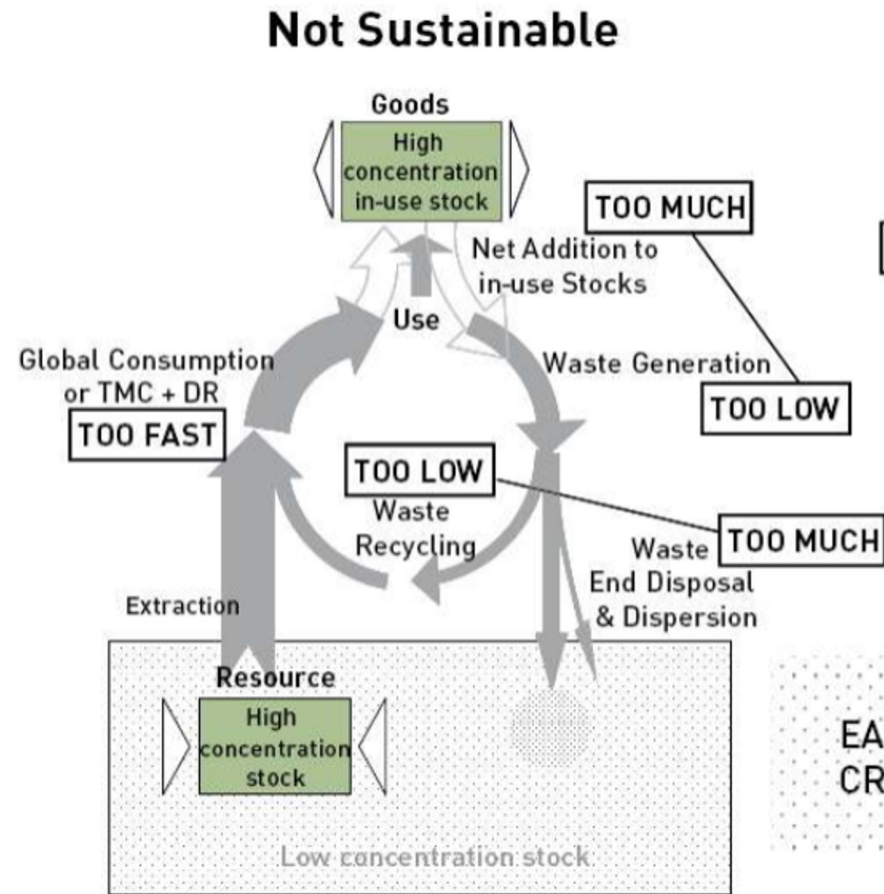 Not Sustainable
Goods
High
concentration
in-use stock
TOO MUCH
Net Addition to
in-use Stocks
Use
Global Consumption
or TMC + DR
TOO FAST
Waste Generation
TOO LOW
TOO LOW
Waste
Recycling
TOO MUCH
Waste
End Disposal
& Dispersion
Extraction
Resource
High
concentration
stock
EA
CR
Low concentration stock